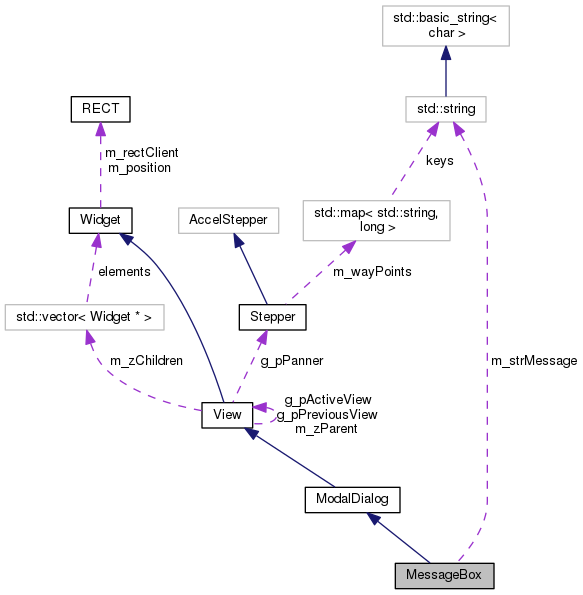 std::basic_string<
char >
std::string
RECT
m_rectClient
m_position
keys
Widget
AccelStepper
std::map< std::string,
long >
elements
m_wayPoints
std::vector< Widget * >
Stepper
m_zChildren
g_pPanner
m_strMessage
g_pActiveView
g_pPreviousView
m_zParent
View
ModalDialog
MessageBox